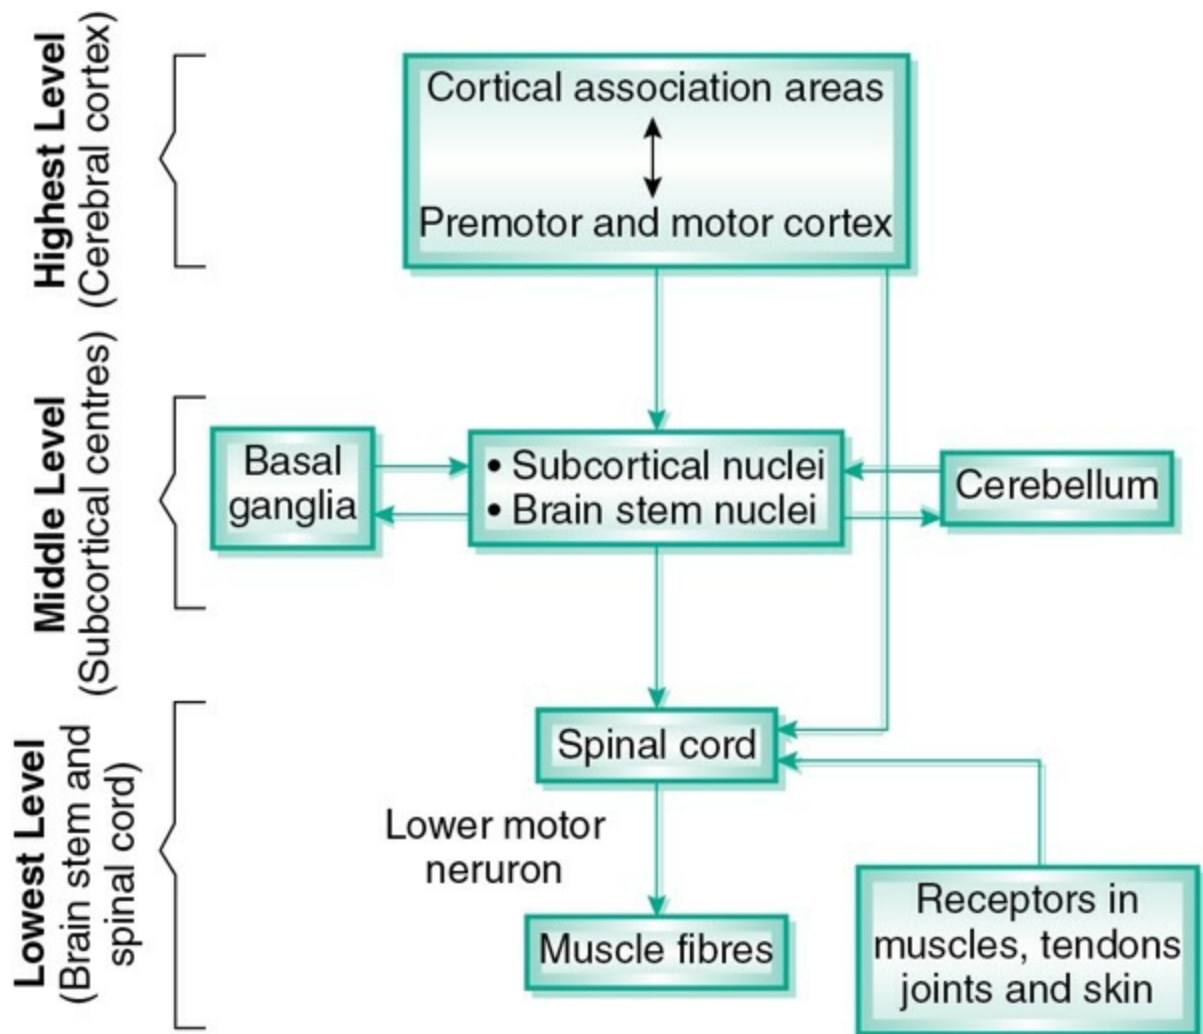 Highest Level
(Cerebral cortex)
Cortical association areas
Premotor and motor cortex
Middle Level
(Subcortical centres)
Basal
ganglia
• Subcortical nuclei
• Brain stem nuclei
Cerebellum
Lowest Level
(Brain stem and
spinal cord)
Spinal cord
Lower motor
neruron
Muscle fibres
Receptors in
muscles, tendons
joints and skin